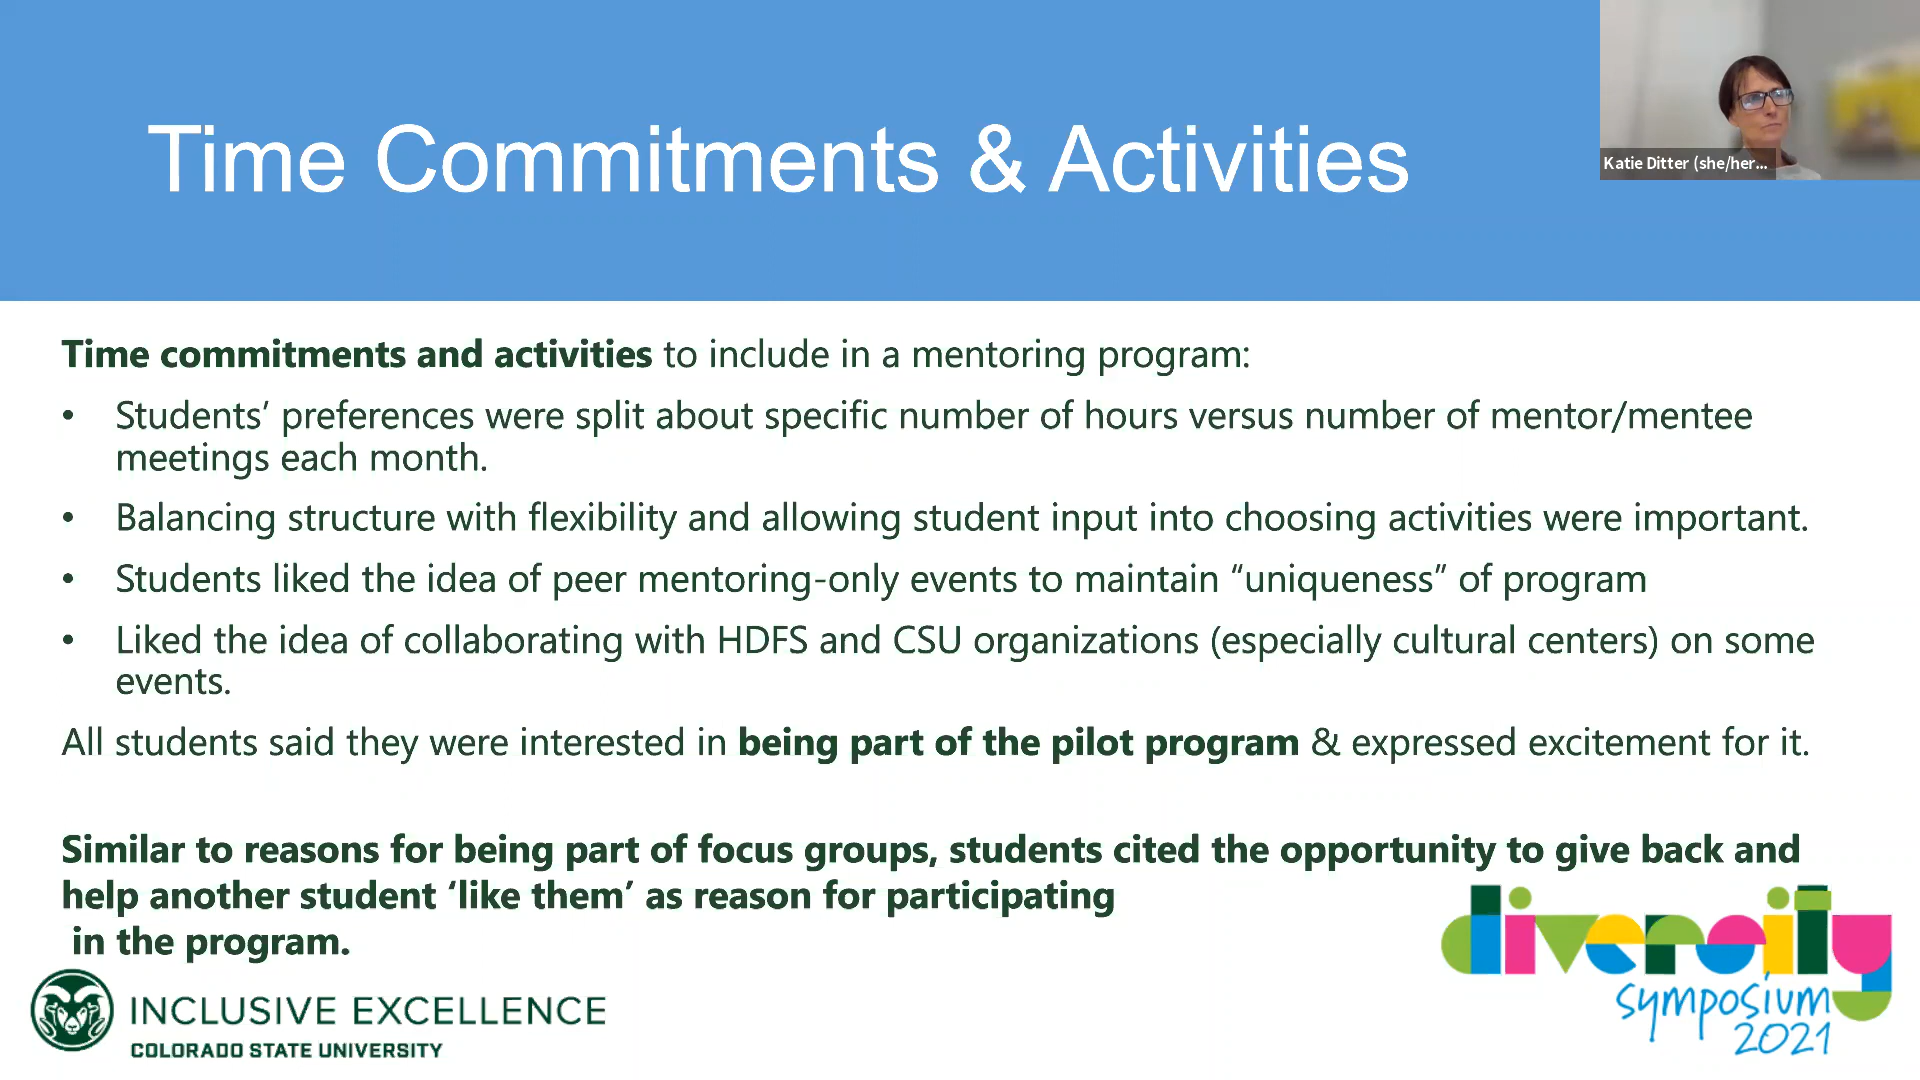 Time Commitments & Activities
Katie Ditter (she/her...
Time commitments and activities to include in a mentoring program:
• Students’ preferences were split about specific number of hours versus number of mentor/mentee
meetings each month.
• Balancing structure with flexibility and allowing student input into choosing activities were important.
• Students liked the idea of peer mentoring-only events to maintain “uniqueness” of program
• Liked the idea of collaborating with HDFS and CSU organizations (especially cultural centers) on some
events.
All students said they were interested in being part of the pilot program & expressed excitement for it.
Similar to reasons for being part of focus groups, students cited the opportunity to give back and
help another student ‘like them’ as reason for participating
in the program.
INCLUSIVE EXCELLENCE
COLORADO STATE UNIVERSITY
diversity
symposium
2021